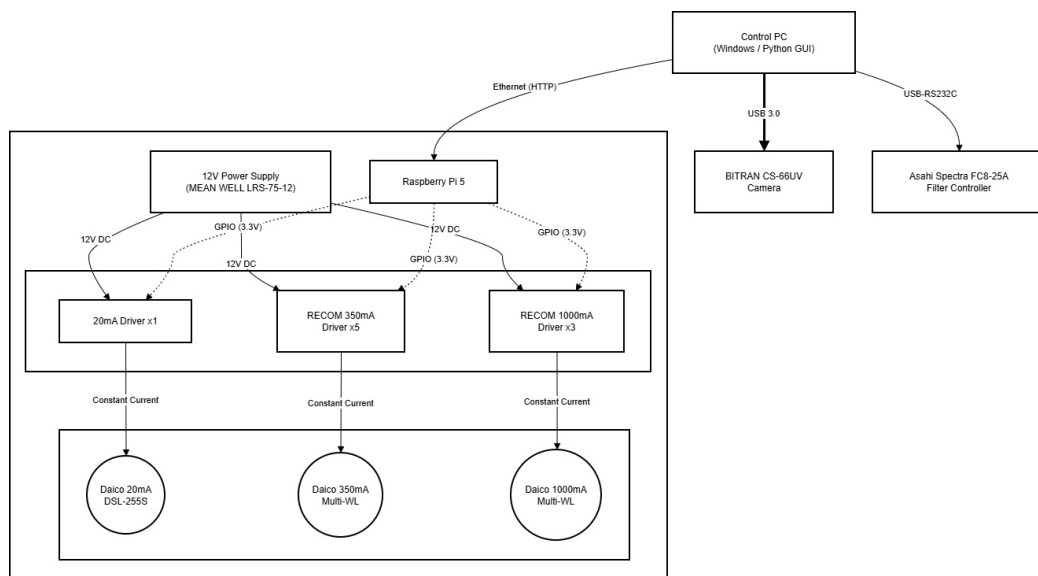 Control PC
(Windows / Python GUI)
Ethernet (HTTP)
USB 3.0
USB-RS232C
12V Power Supply
(MEAN WELL LRS-75-12)
Raspberry Pi 5
BITRAN CS-66UV
Camera
Asahi Spectra FC8-25A
Filter Controller
12V DC
GPIO (3.3V)
12V DC
GPIO (3.3V)
12V DC
GPIO (3.3V)
20mA Driver x1
RECOM 350mA
Driver x5
RECOM 1000mA
Driver x3
Constant Current
Constant Current
Constant Current
Daico 20mA
DSL-255S
Daico 350mA
Multi-WL
Daico 1000mA
Multi-WL